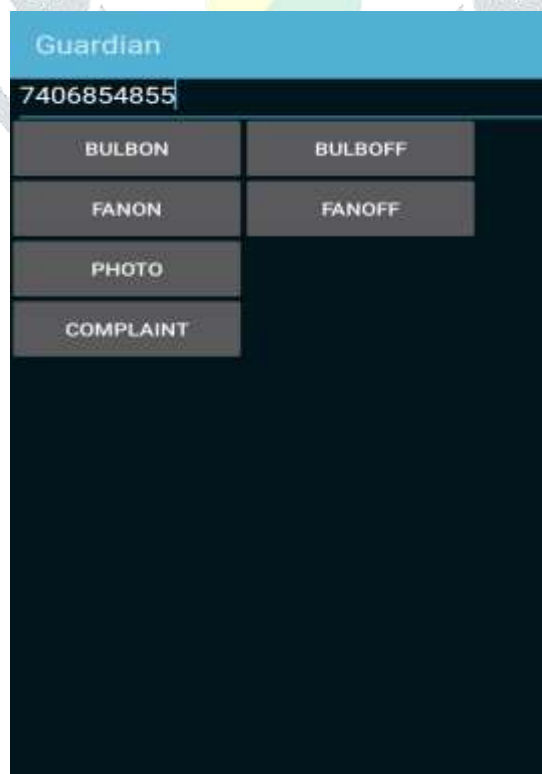 Guardian
7406854855
BULBON BULBOFF
FANON FANOFF
PHOTO
COMPLAINT